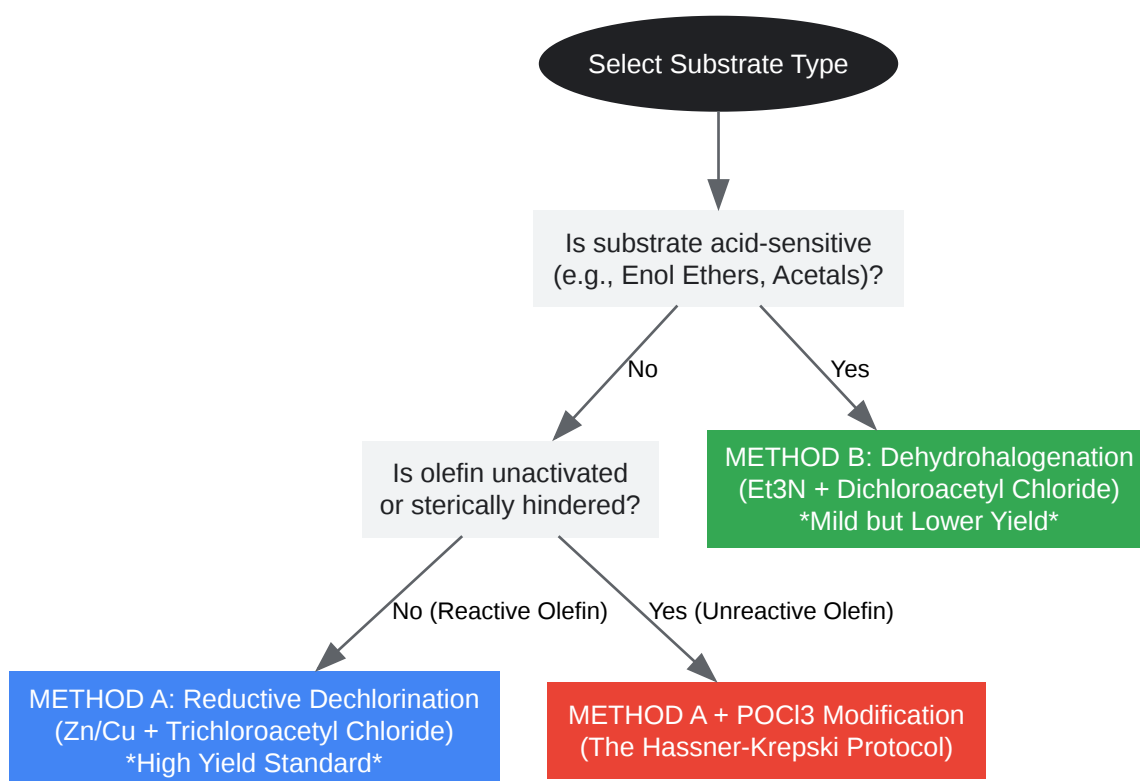 Select Substrate Type
Is substrate acid-sensitive
(e.g., Enol Ethers, Acetals)?
No
Yes
Is olefin unactivated
or sterically hindered?
METHOD B: Dehydrohalogenation
(Et3N + Dichloroacetyl Chloride)
*Mild but Lower Yield*
No (Reactive Olefin)
Yes (Unreactive Olefin)
METHOD A: Reductive Dechlorination
(Zn/Cu + Trichloroacetyl Chloride)
*High Yield Standard*
METHOD A + POCl3 Modification
(The Hassner-Krepski Protocol)